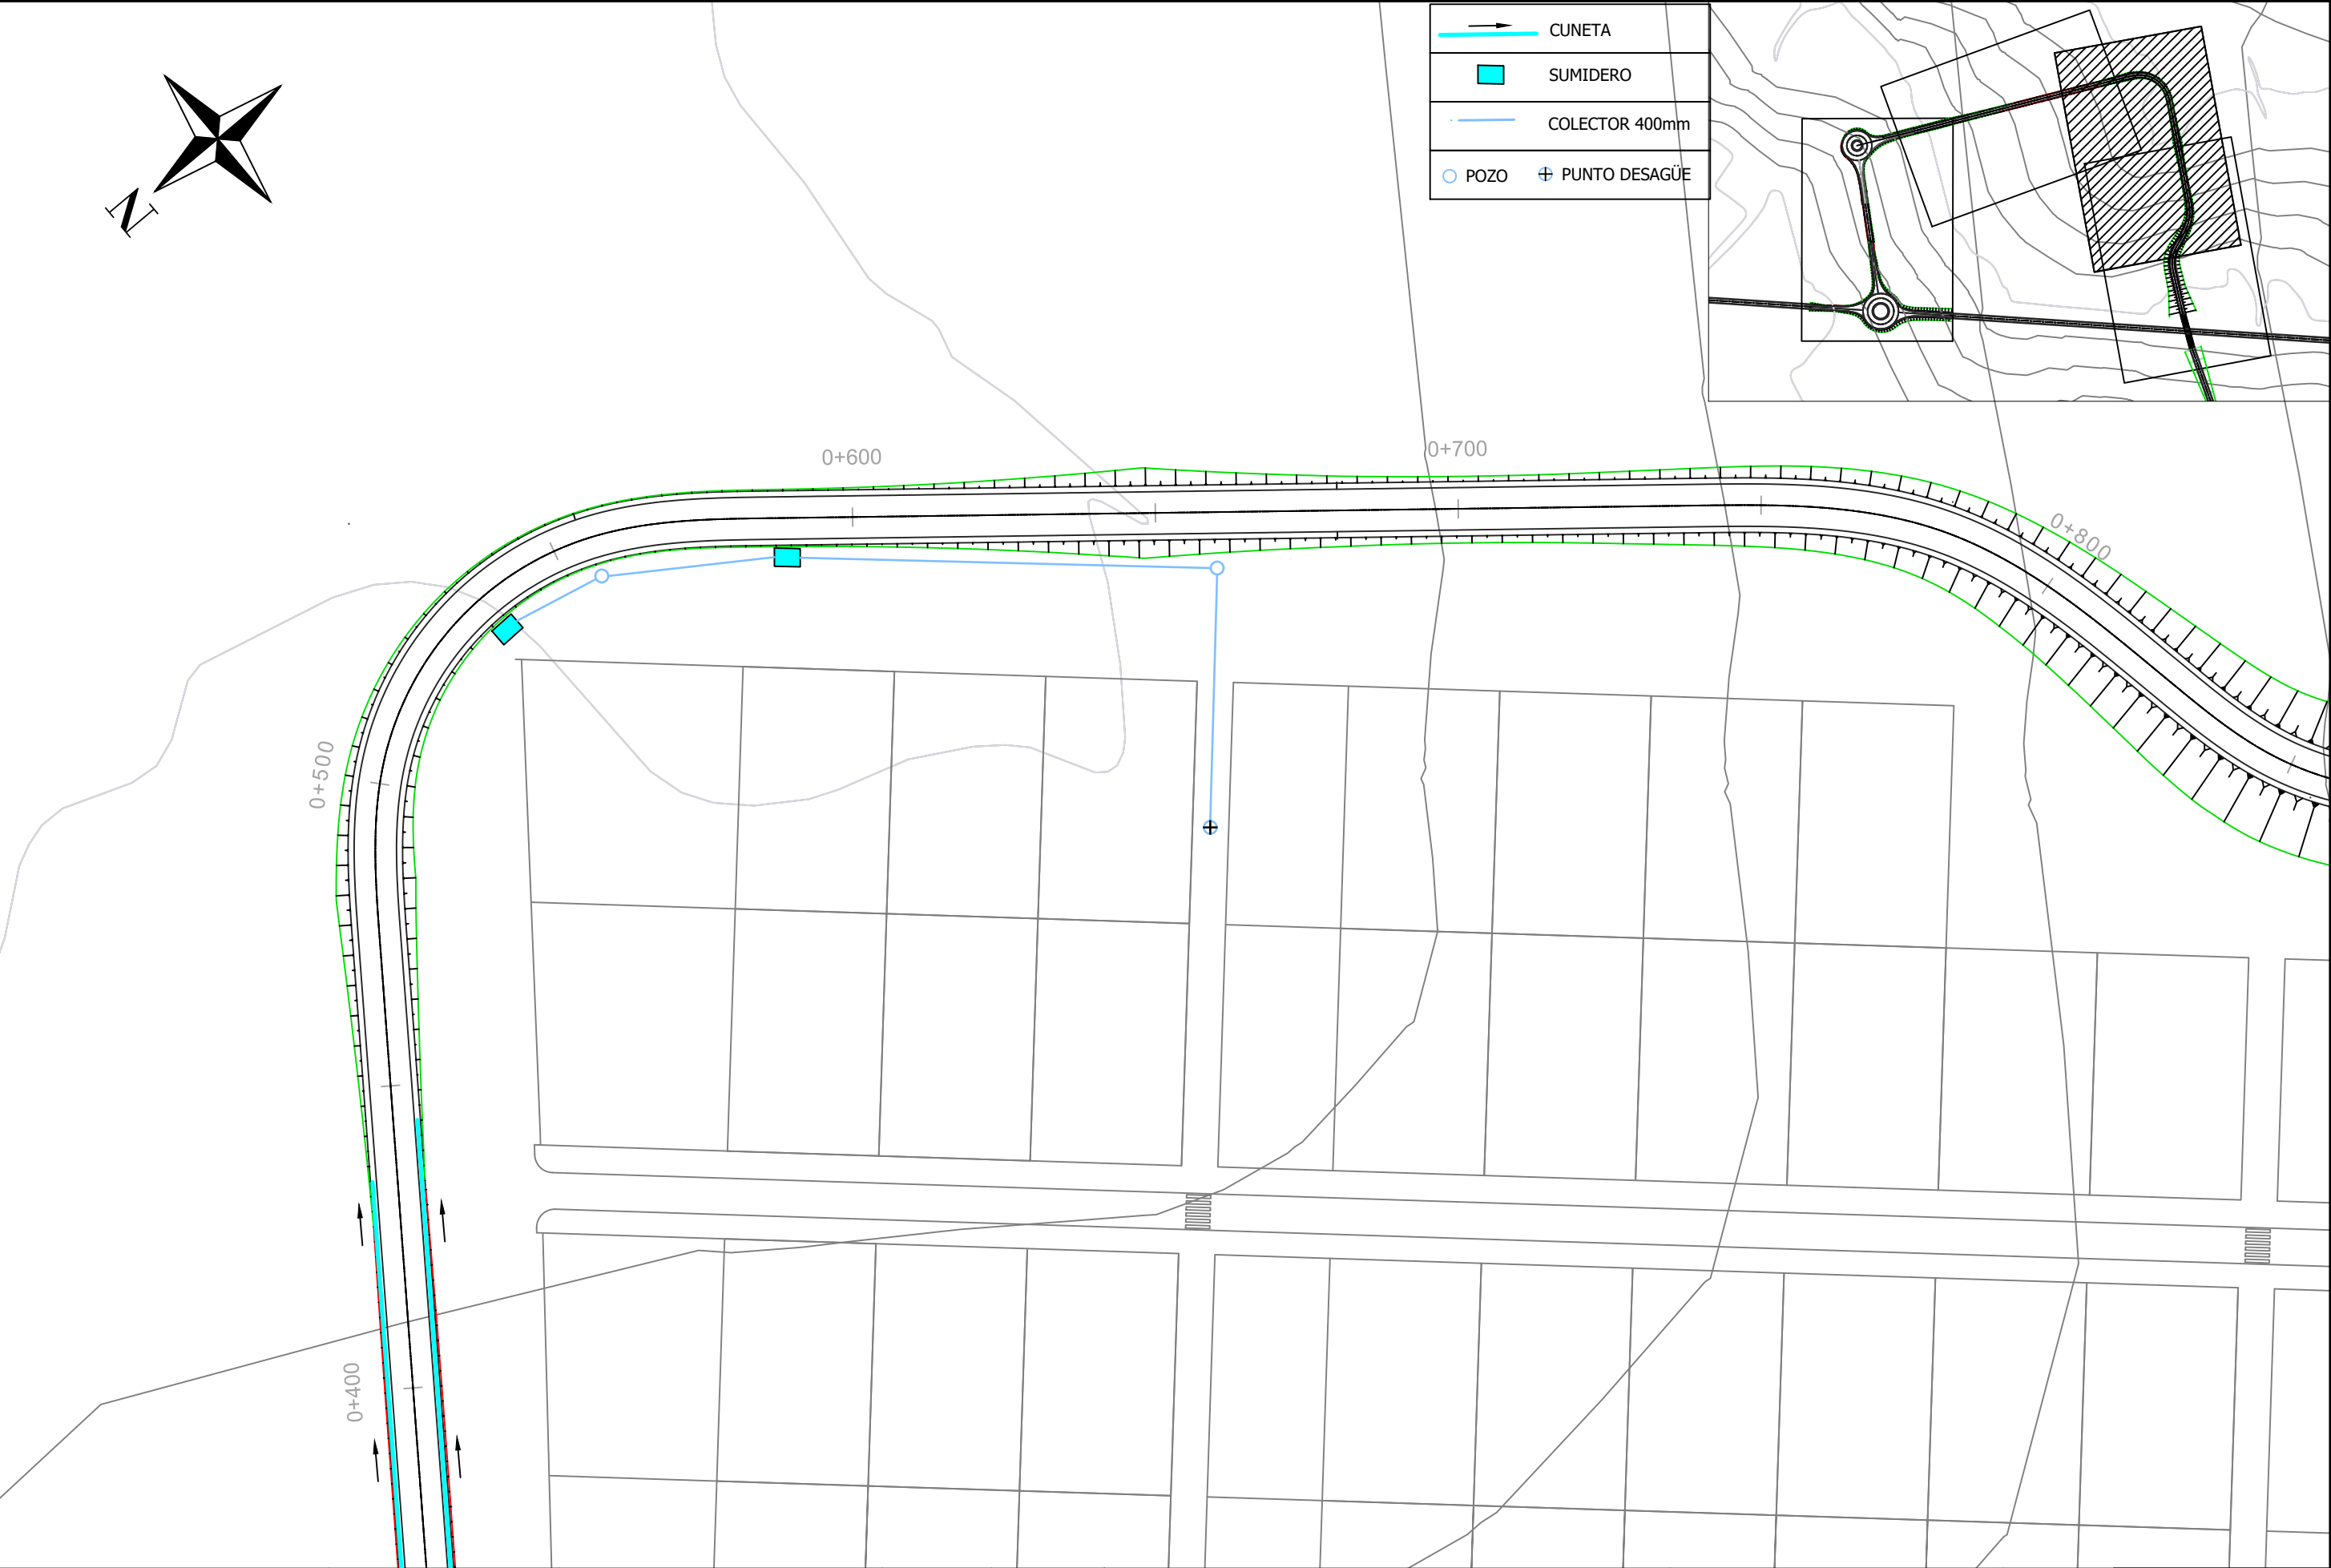 CUNETA
SUMIDERO
COLECTOR 400mm
POZO PUNTO DESAGÜE
N
0+600
0+700
0+800
0+500
0+400